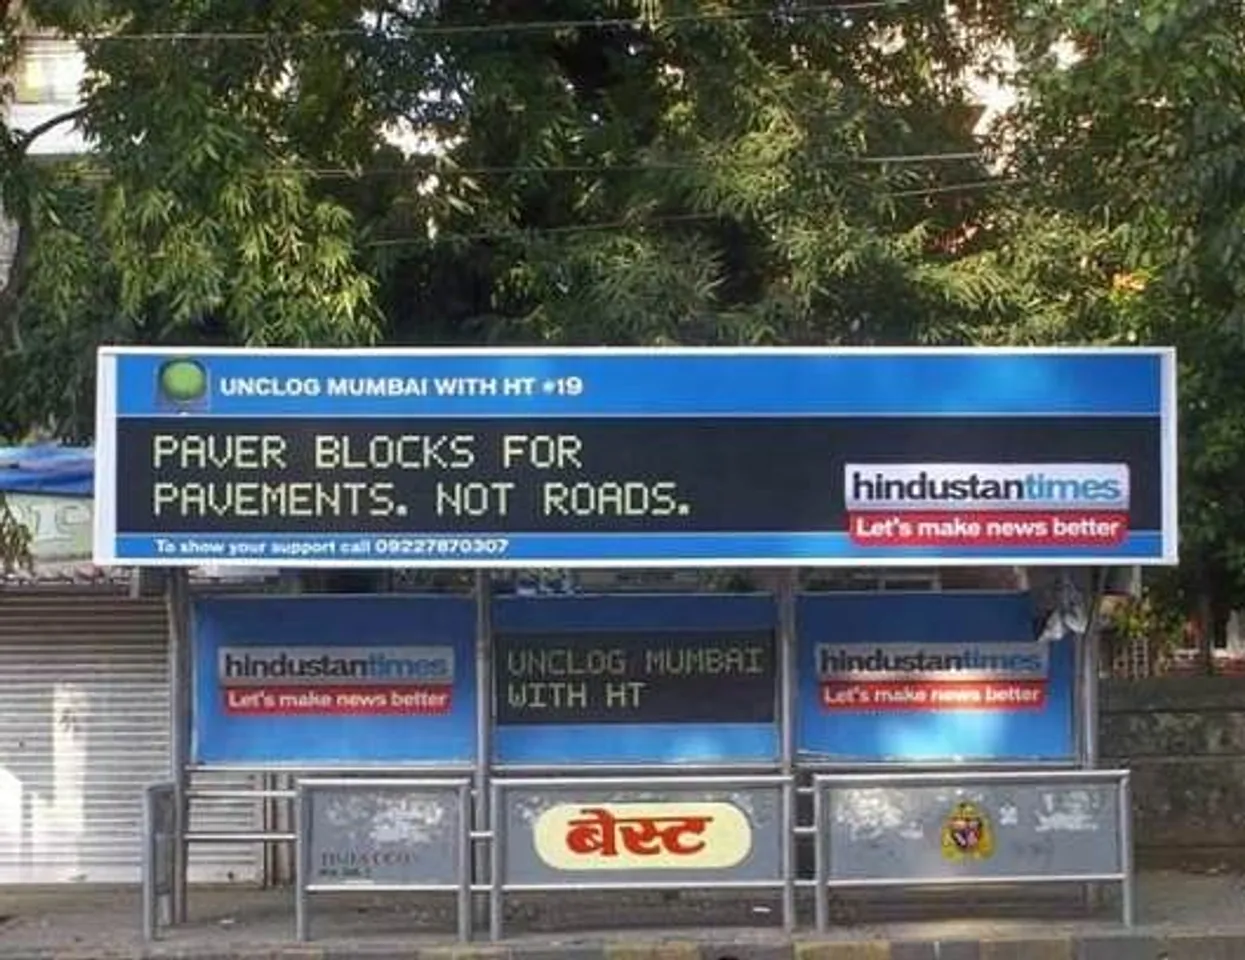 UNCLOG MUMBAI WITH HT #19
PAVER BLOCKS FOR
PAVEMENTS. NOT ROADS.
hindustantimes
Let's make news better
To show your support call 09227870307
hindustantimes
Let's make news better
UNCLOG MUMBAI
WITH HT
hindustantimes
Let's make news better
बेस्ट